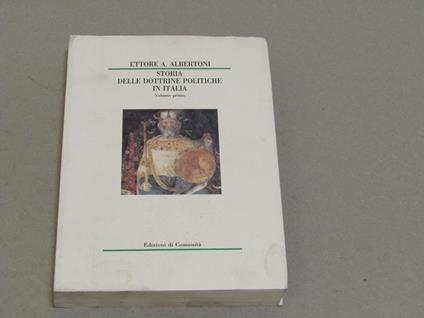 ETTORE A. ALBERTONI
STORIA
DELLE DOTTRINE POLITICHE
IN ITALIA
Volume primo
Edizioni di Comunità